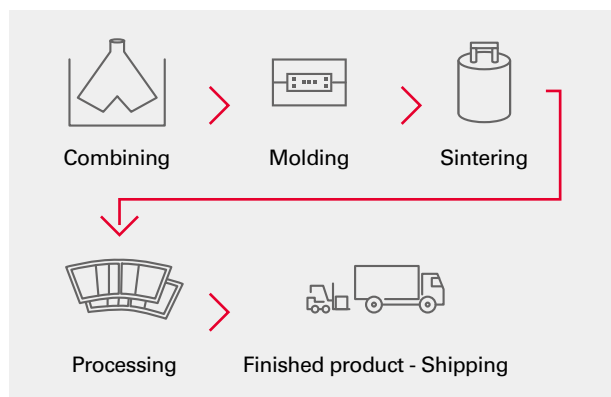 Combining
Molding
Sintering
Processing
Finished product - Shipping